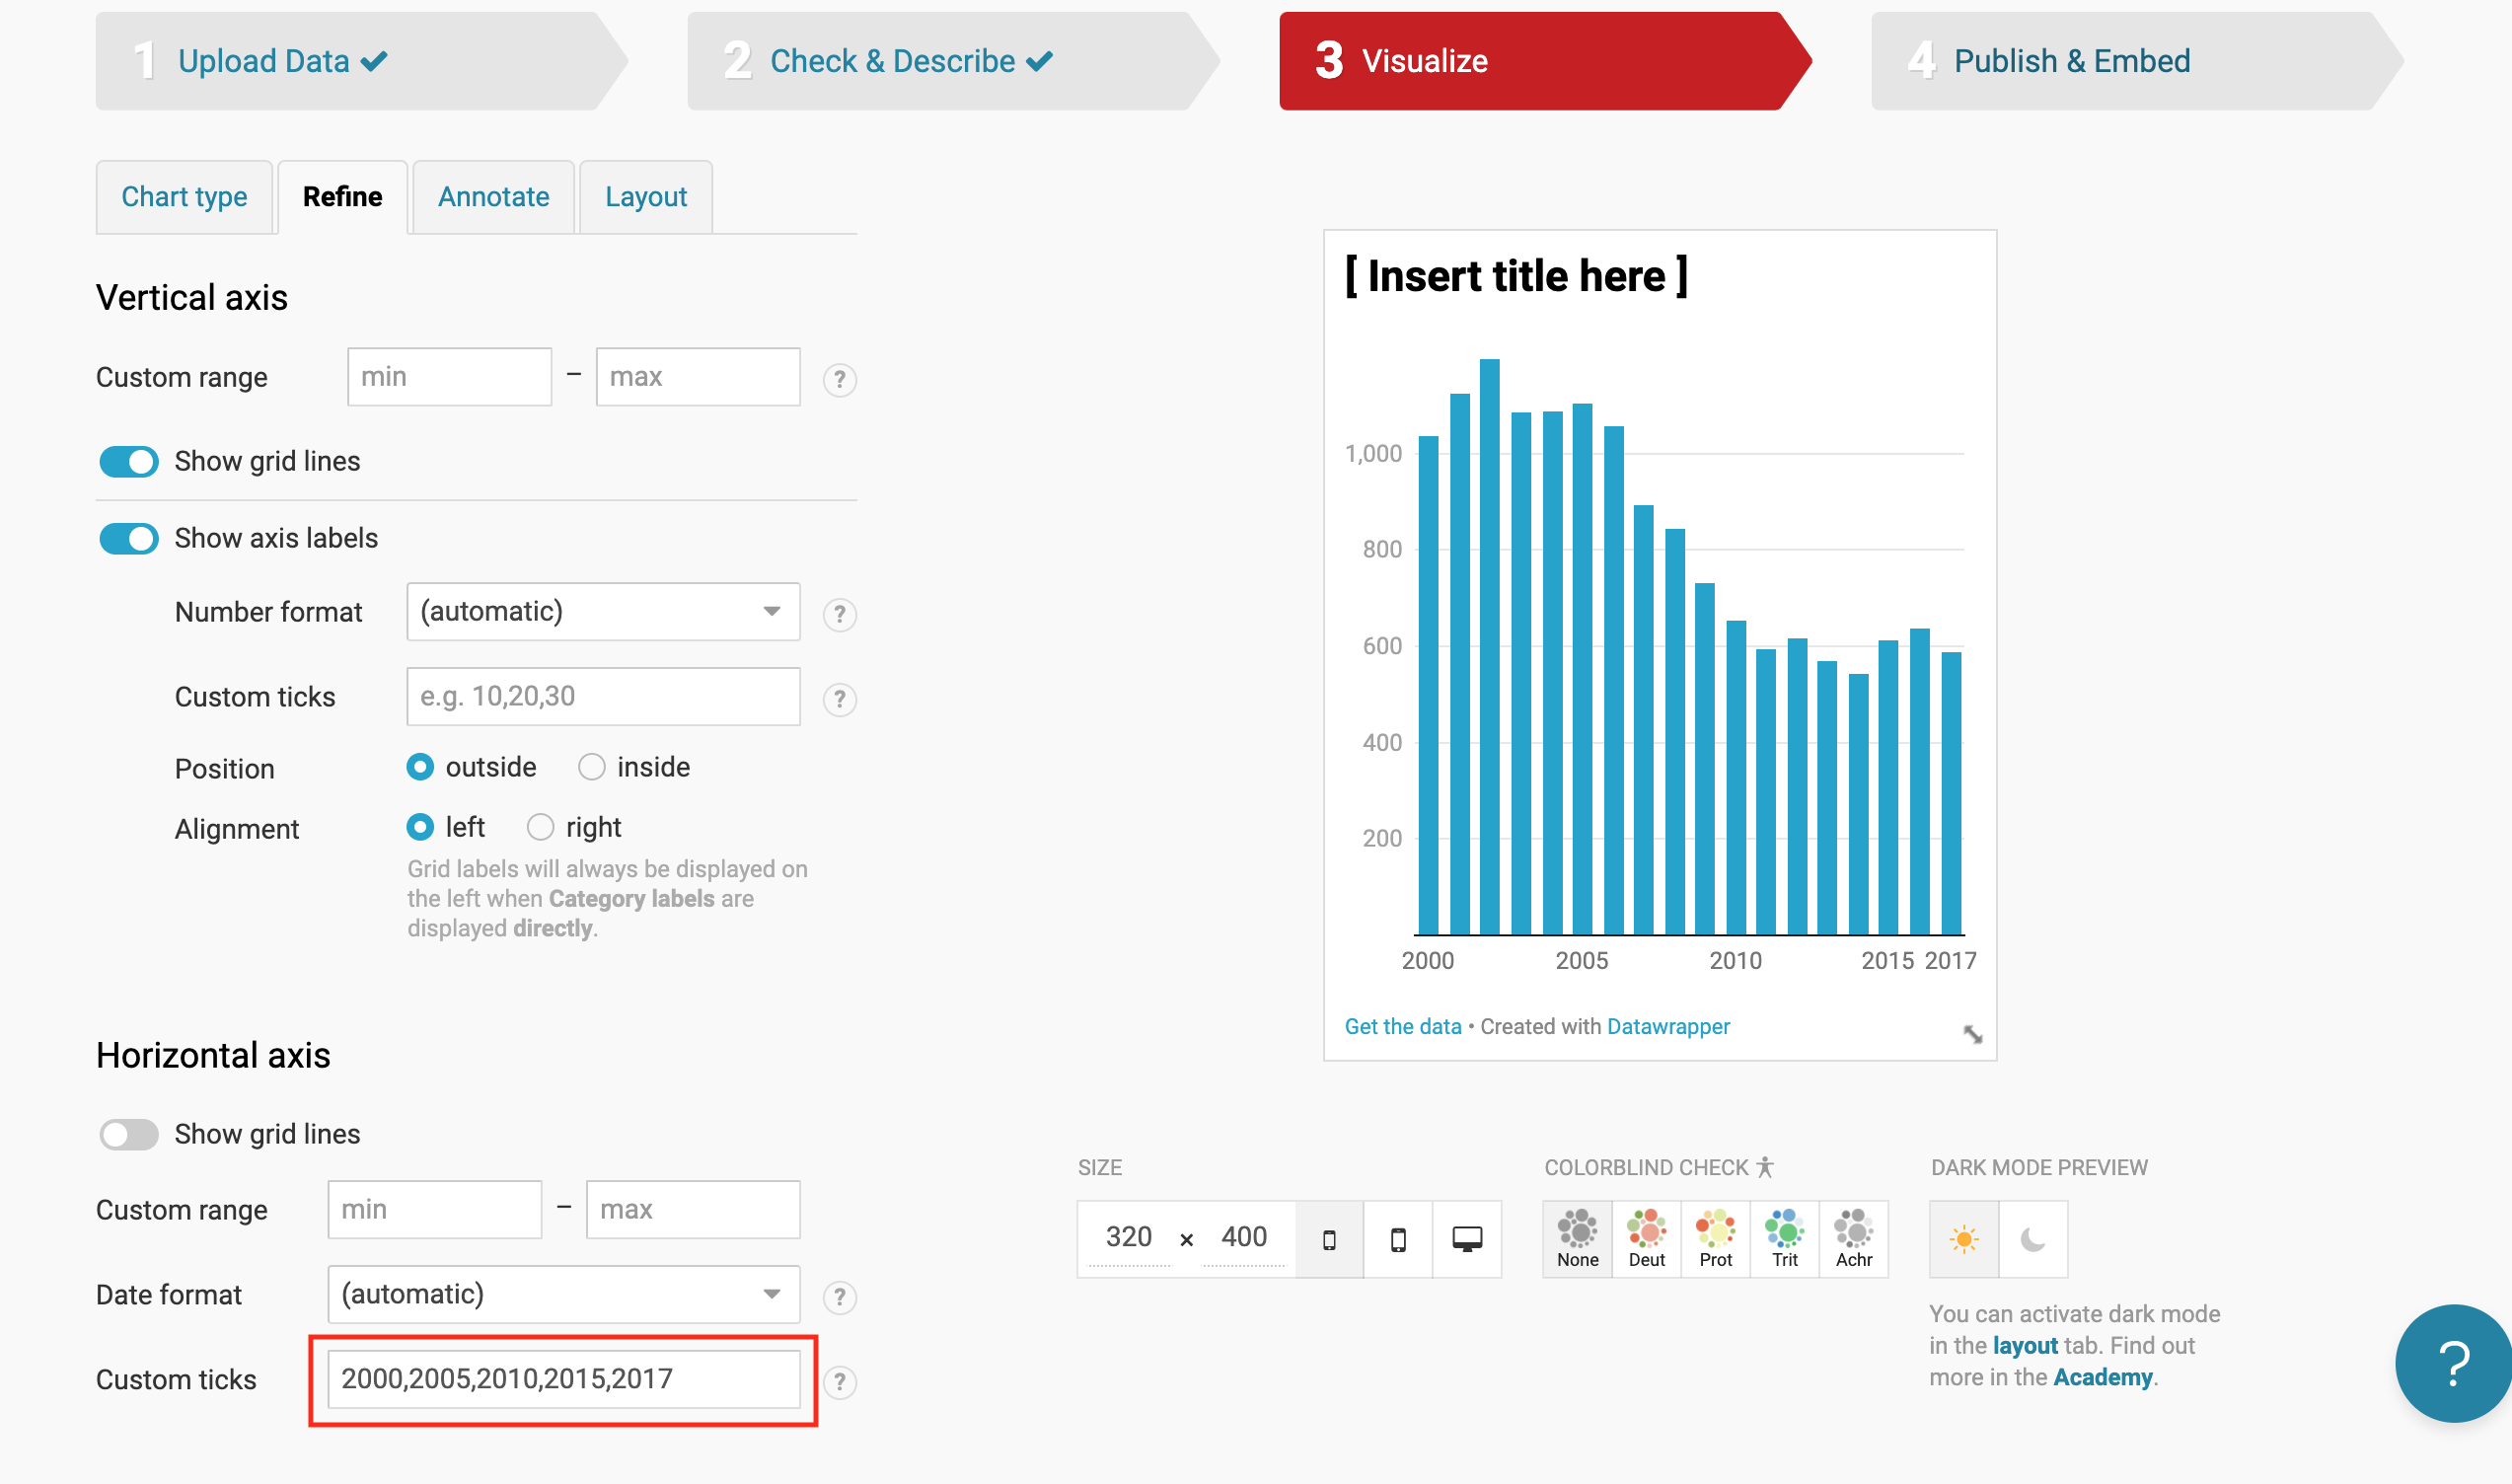 1 Upload Data
2 Check & Describe
3 Visualize
4 Publish & Embed
Chart type
Refine
Annotate
Layout
Vertical axis
Custom range
min
–
max
?
Show grid lines
Show axis labels
Number format
(automatic)
?
Custom ticks
e.g. 10,20,30
?
Position
outside
inside
Alignment
left
right
Grid labels will always be displayed on
the left when Category labels are
displayed directly.
Horizontal axis
Show grid lines
Custom range
min
–
max
Date format
(automatic)
?
Custom ticks
2000,2005,2010,2015,2017
?
[ Insert title here ]
1,000
800
600
400
200
2000
2005
2010
2015
2017
Get the data • Created with Datawrapper
SIZE
320 × 400
COLORBLIND CHECK
None
Deut
Prot
Trit
Achr
DARK MODE PREVIEW
You can activate dark mode
in the layout tab. Find out
more in the Academy.
?